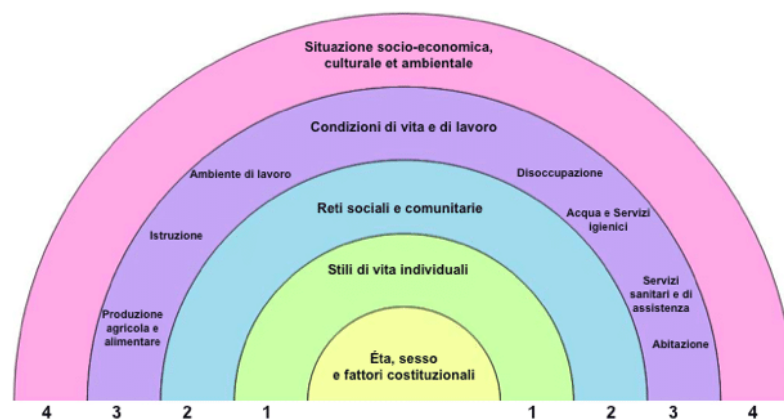 Situazione socio-economica,
culturale et ambientale
Condizioni di vita e di lavoro
Ambiente di lavoro
Disoccupazione
Reti sociali e comunitarie
Acqua e Servizi
igienici
Istruzione
Stili di vita individuali
Servizi
sanitari e di
assistenza
Produzione
agricola e
alimentare
Abitazione
Éta, sesso
e fattori costituzionali
4 3 2 1 1 2 3 4